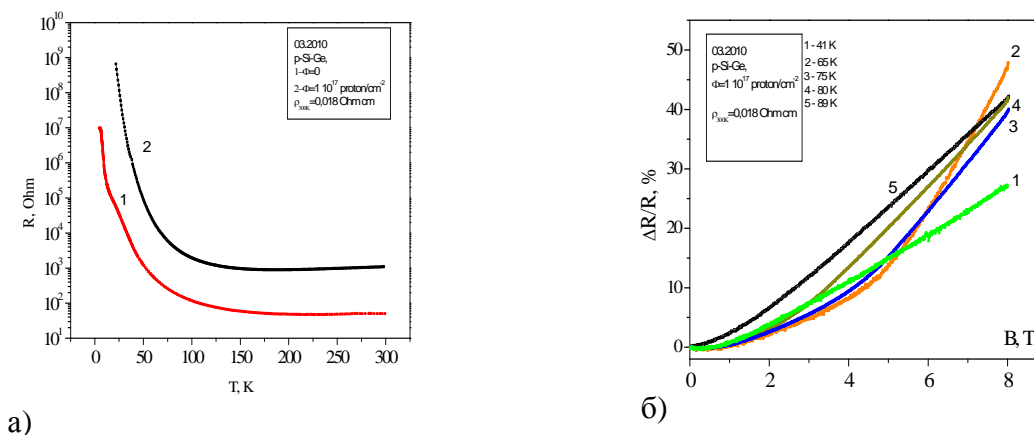 10^10
10^9
10^8
10^7
10^6
10^5
10^4
10^3
10^2
10^1
R, Ohm
0 50 100 150 200 250 300
T, K
03.2010
p-Si-Ge,
1-Φ=0
2-Φ=1 10^17 proton/cm^-2
ρ_300K=0,018 Ohm cm
2
1
a)
50
40
30
20
10
0
ΔR/R, %
0 2 4 6 8
B, T
03.2010
p-Si-Ge,
Φ=1 10^17 proton/cm^-2
ρ_300K=0,018 Ohm cm
1 - 41 K
2 - 65 K
3 - 75 K
4 - 80 K
5 - 89 K
2
4
3
5
1
б)